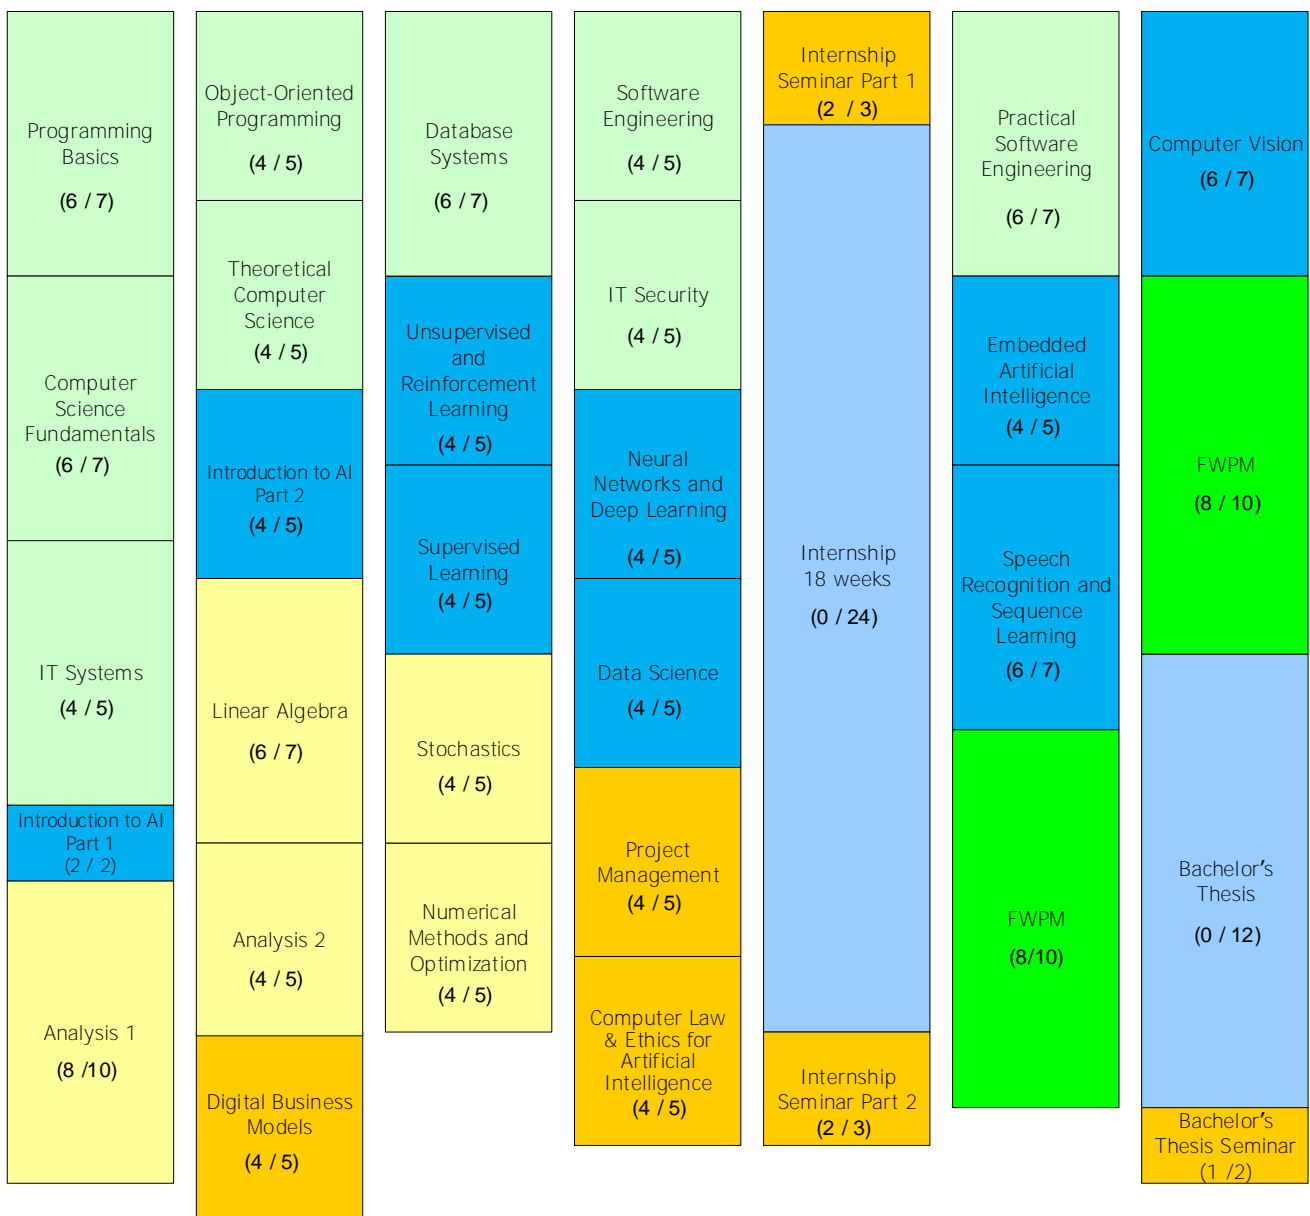 Programming
Basics
(6 / 7)
Computer
Science
Fundamentals
(6 / 7)
IT Systems
(4 / 5)
Introduction to AI
Part 1
(2 / 2)
Analysis 1
(8 /10)
Object-Oriented
Programming
(4 / 5)
Theoretical
Computer
Science
(4 / 5)
Introduction to AI
Part 2
(4 / 5)
Linear Algebra
(6 / 7)
Analysis 2
(4 / 5)
Digital Business
Models
(4 / 5)
Database
Systems
(6 / 7)
Unsupervised
and
Reinforcement
Learning
(4 / 5)
Supervised
Learning
(4 / 5)
Stochastics
(4 / 5)
Numerical
Methods and
Optimization
(4 / 5)
Software
Engineering
(4 / 5)
IT Security
(4 / 5)
Neural
Networks and
Deep Learning
(4 / 5)
Data Science
(4 / 5)
Project
Management
(4 / 5)
Computer Law
& Ethics for
Artificial
Intelligence
(4 / 5)
Internship
Seminar Part 1
(2 / 3)
Internship
18 weeks
(0 / 24)
Internship
Seminar Part 2
(2 / 3)
Practical
Software
Engineering
(6 / 7)
Embedded
Artificial
Intelligence
(4 / 5)
Speech
Recognition and
Sequence
Learning
(6 / 7)
FWPM
(8/10)
Computer Vision
(6 / 7)
FWPM
(8 / 10)
Bachelor's
Thesis
(0 / 12)
Bachelor's
Thesis Seminar
(1 /2)